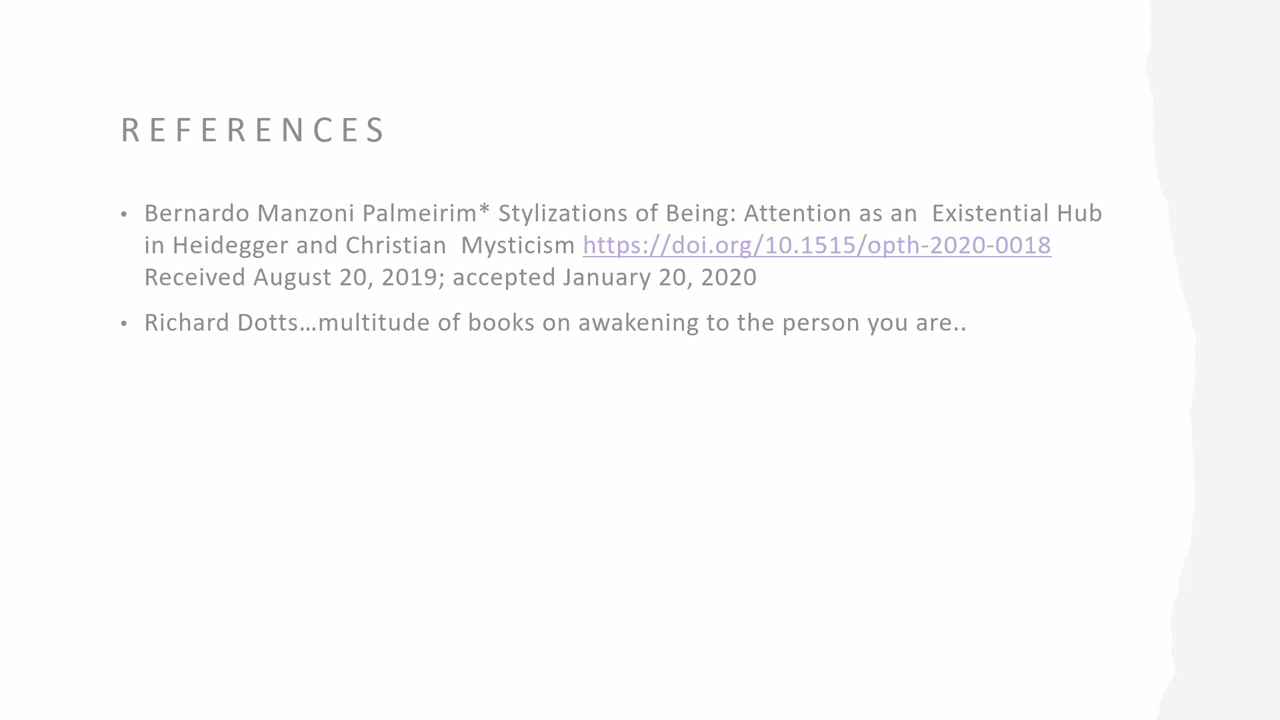 REFERENCES
• Bernardo Manzoni Palmeirim* Stylizations of Being: Attention as an  Existential Hub
in Heidegger and Christian  Mysticism https://doi.org/10.1515/opth-2020-0018
Received August 20, 2019; accepted January 20, 2020
• Richard Dotts…multitude of books on awakening to the person you are..